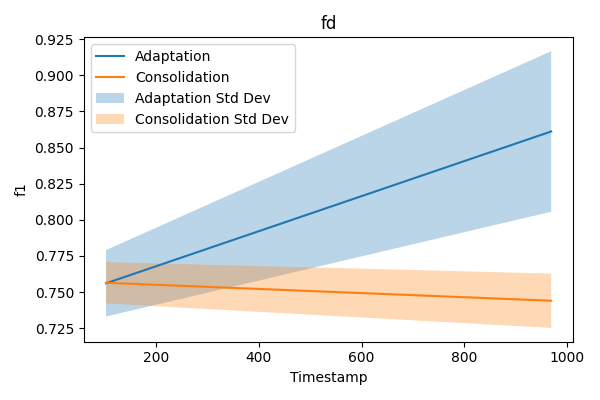 fd
0.925
0.900
0.875
0.850
0.825
0.800
0.775
0.750
0.725
f1
Adaptation
Consolidation
Adaptation Std Dev
Consolidation Std Dev
200
400
600
800
1000
Timestamp